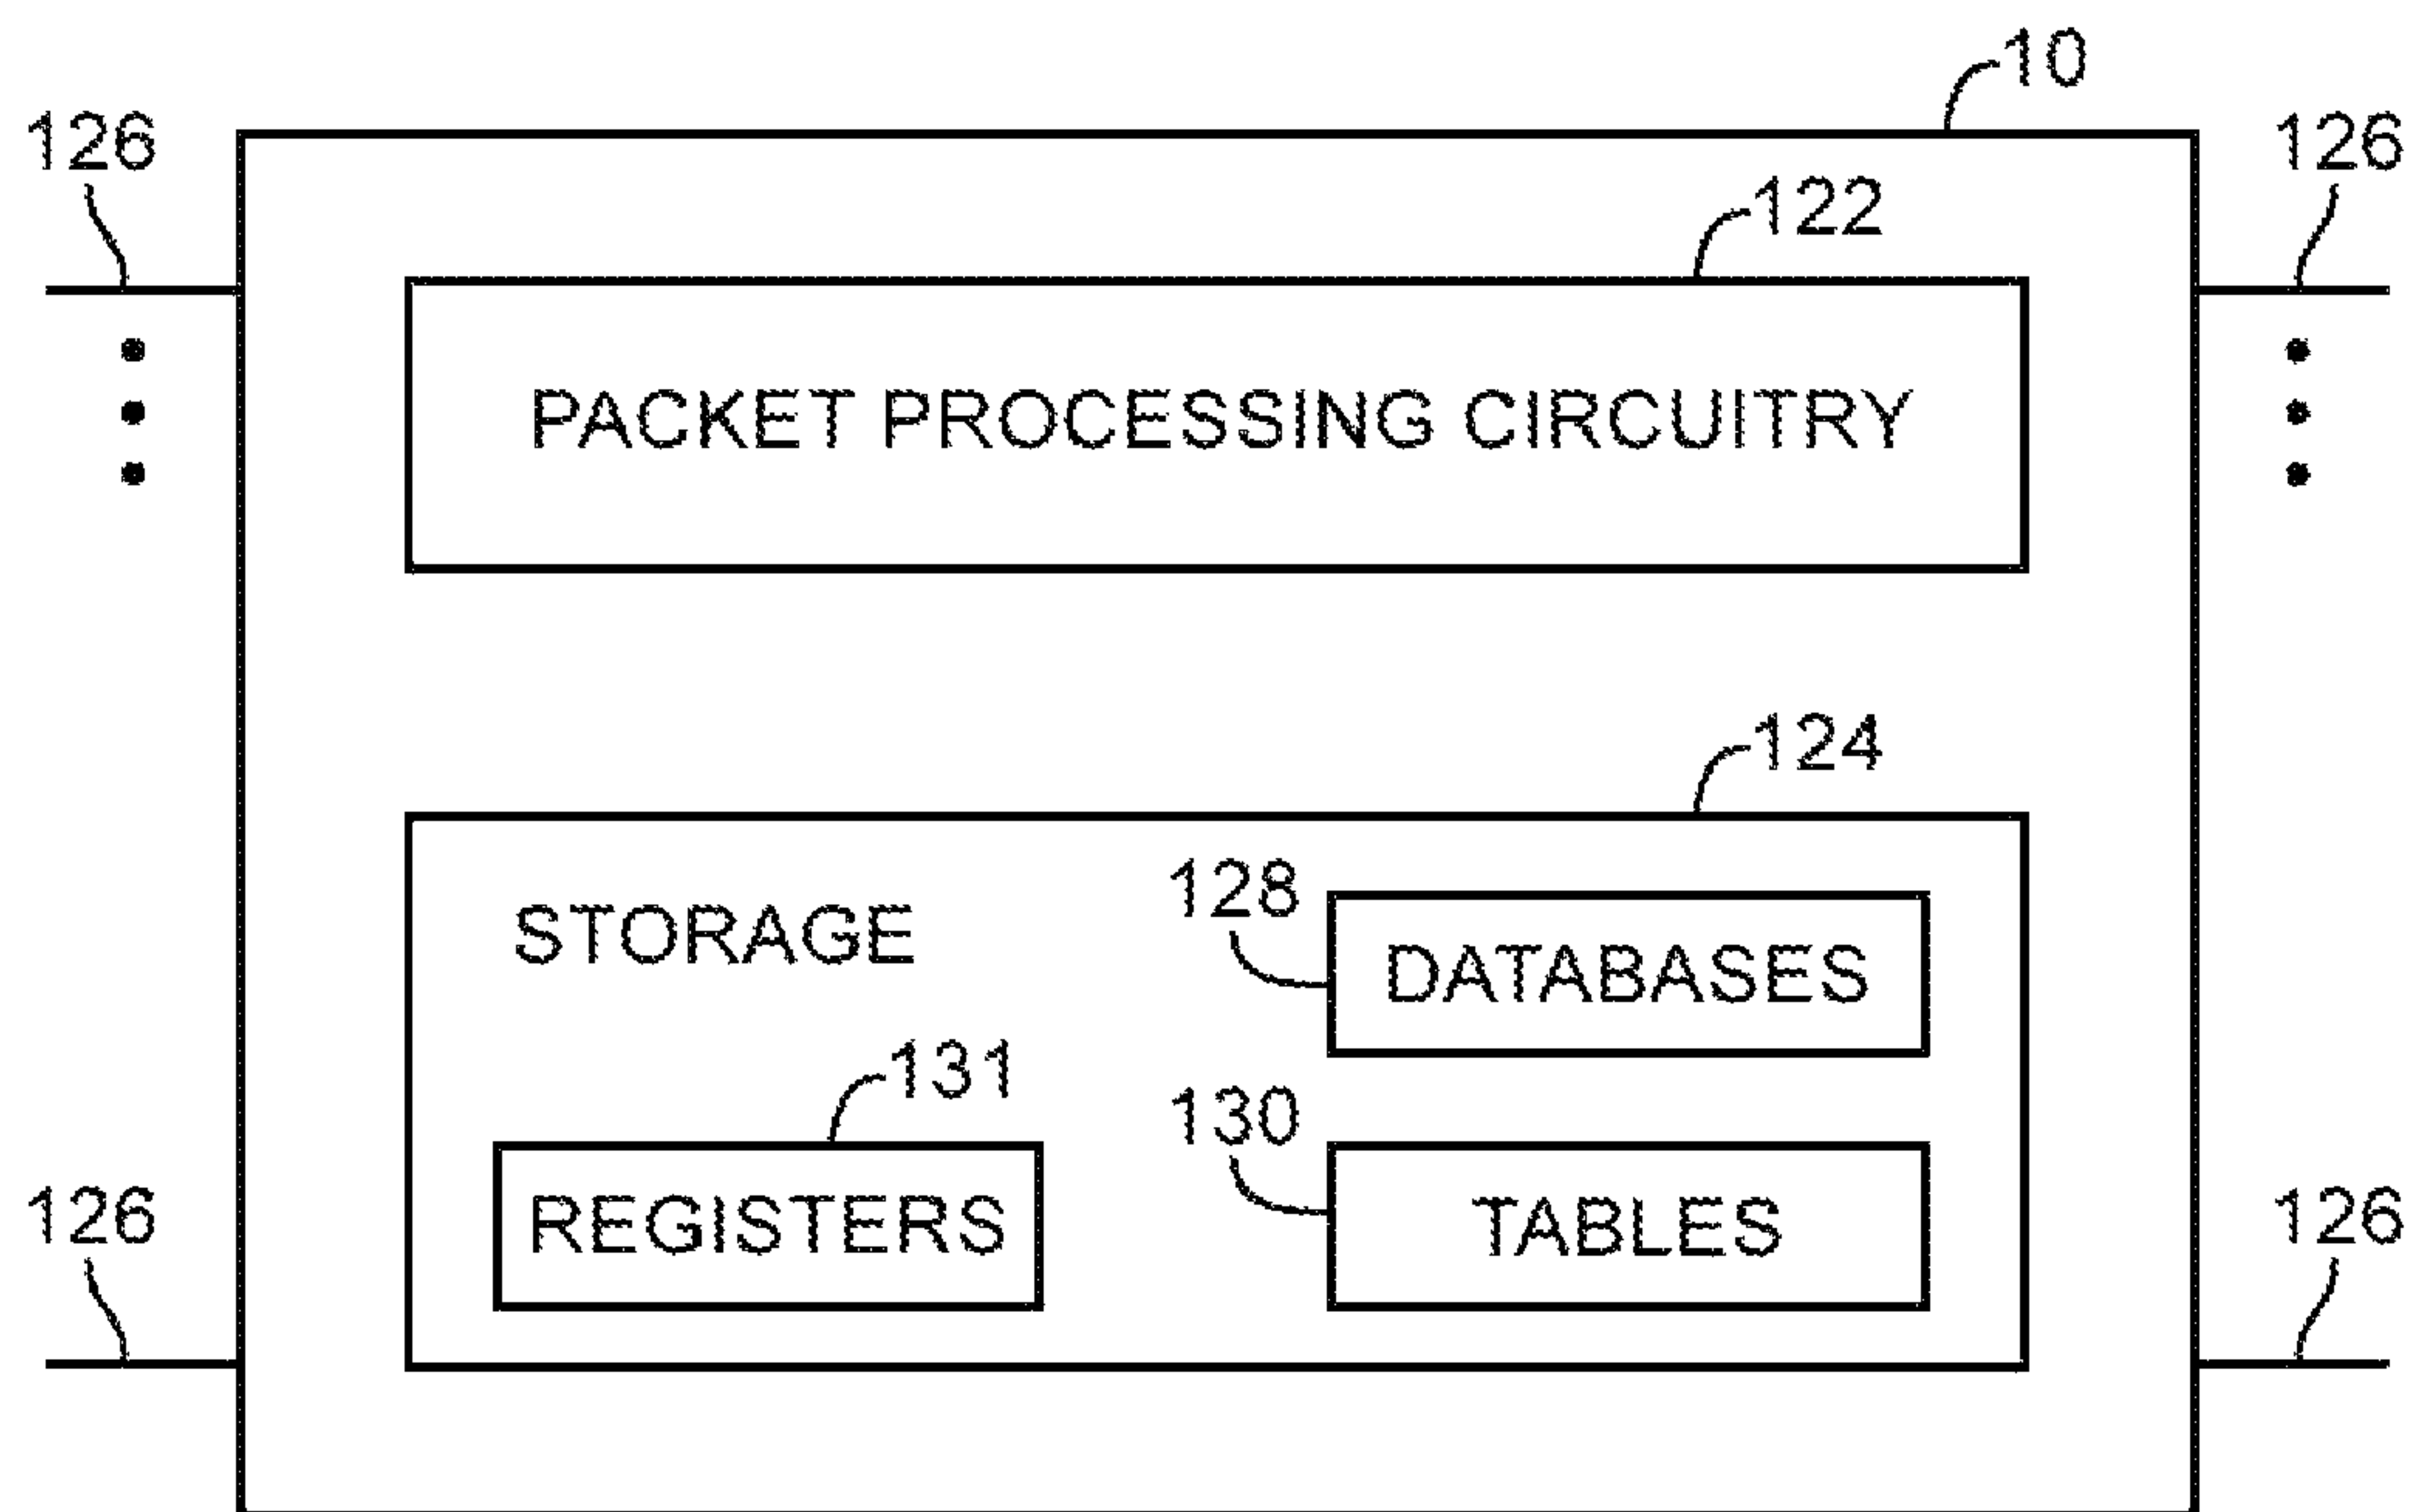 10
126
126
122
PACKET PROCESSING CIRCUITRY
124
128
STORAGE
DATABASES
131
130
REGISTERS
TABLES
126
126